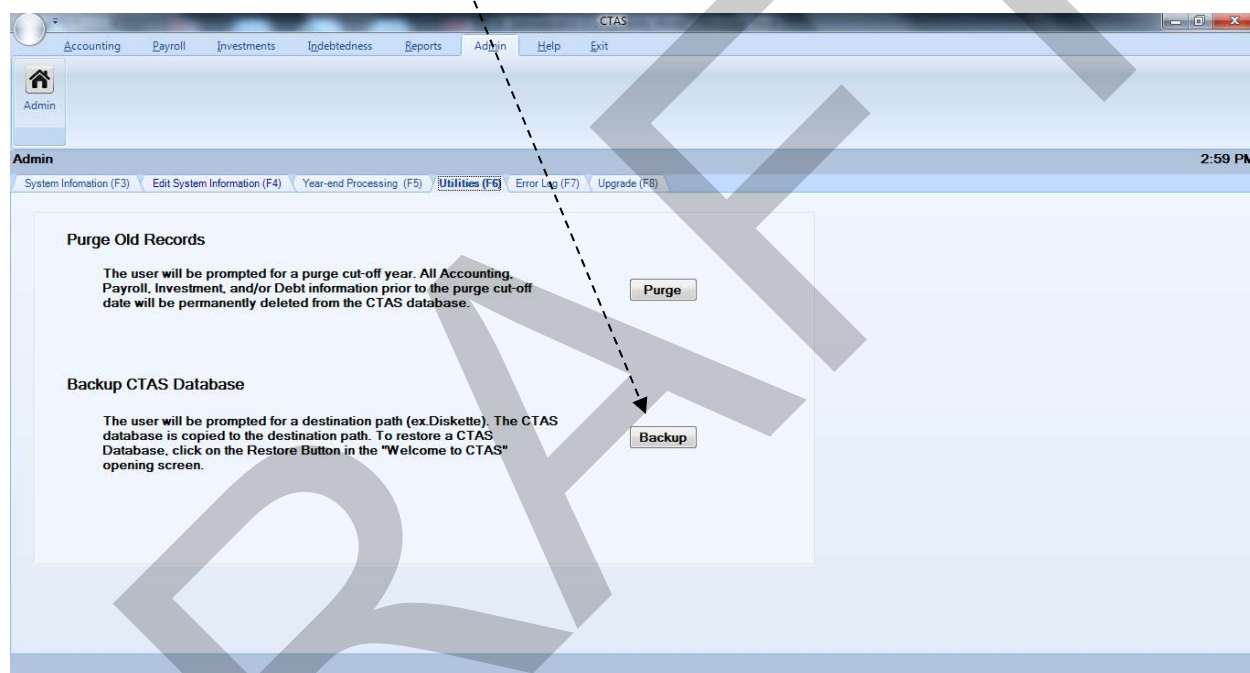 CTAS
Accounting Payroll Investments Indebtedness Reports Admin Help Exit
Admin
Admin 2:59 PM
System Infomation (F3) Edit System Information (F4) Year-end Processing (F5) Utilities (F6) Error Log (F7) Upgrade (F8)
Purge Old Records
The user will be prompted for a purge cut-off year. All Accounting,
Payroll, Investment, and/or Debt information prior to the purge cut-off
date will be permanently deleted from the CTAS database.
Purge
Backup CTAS Database
The user will be prompted for a destination path (ex.Diskette). The CTAS
database is copied to the destination path. To restore a CTAS
Database, click on the Restore Button in the "Welcome to CTAS"
opening screen.
Backup
RAF